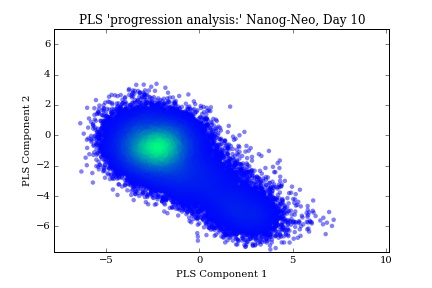 PLS 'progression analysis:' Nanog-Neo, Day 10
6
4
2
0
−2
−4
−6
PLS Component 2
−5 0 5 10
PLS Component 1